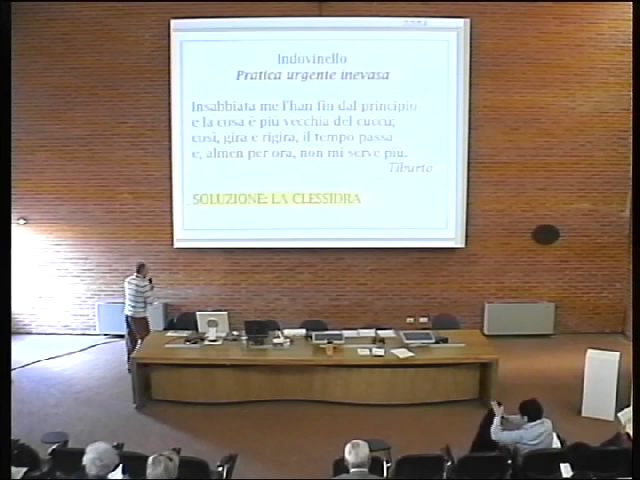 Indovinello
Pratica urgente inevasa
Insabbiata me l'han fin dal principio
e la cosa è più vecchia del cuccù;
così, gira e rigira, il tempo passa
e, almen per ora, non mi serve più.
Tiburto
SOLUZIONE: LA CLESSIDRA